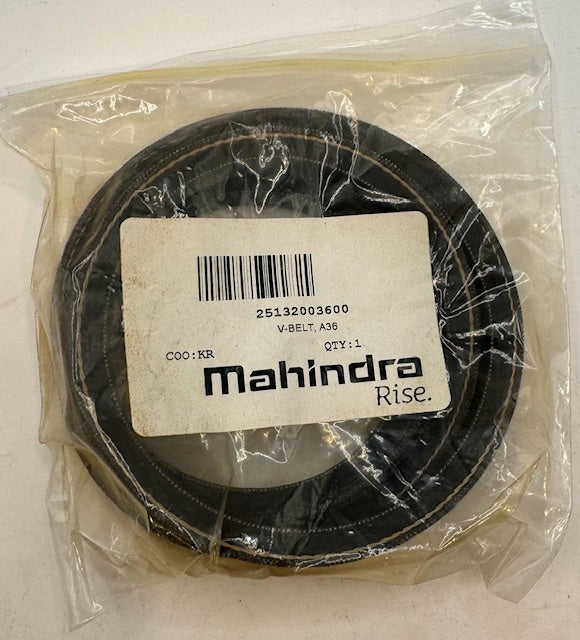 25132003600
V-BELT, A36
COO:KR QTY:1
Mahindra
Rise.